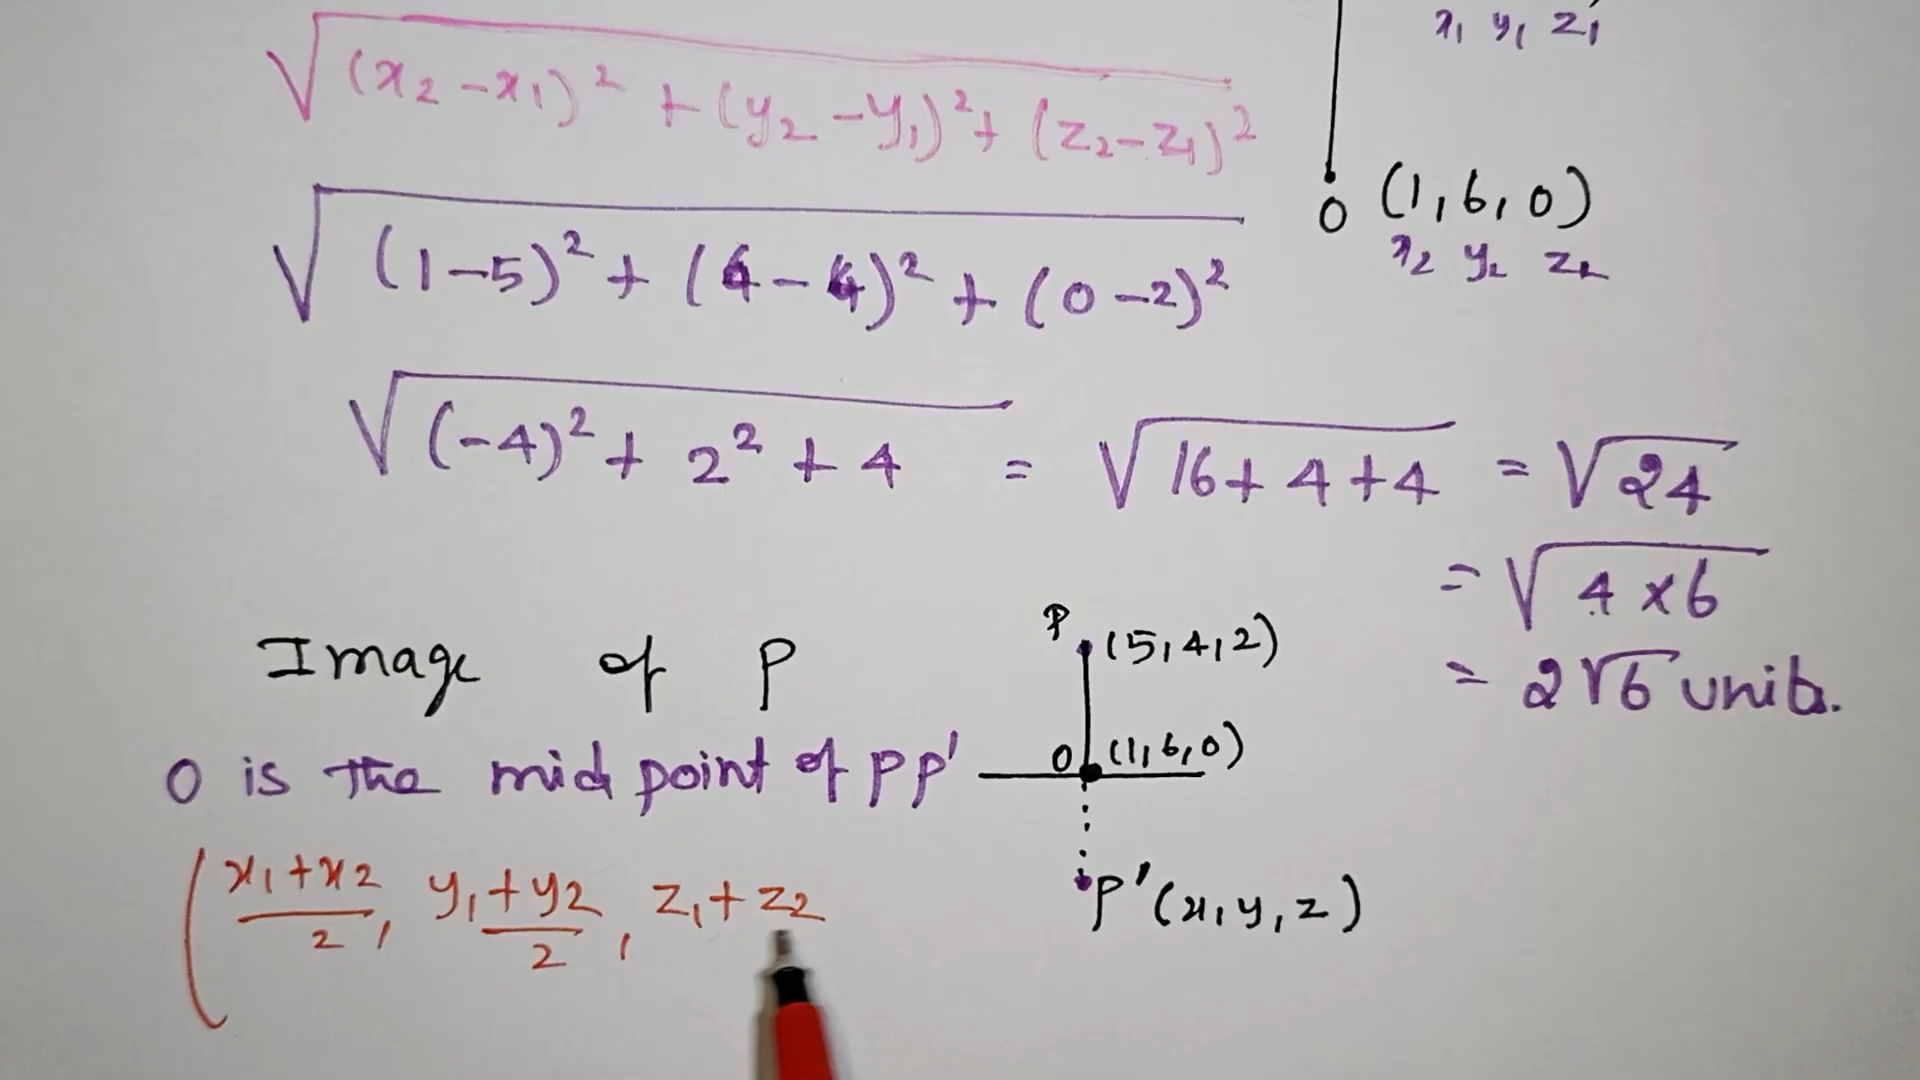 x₁ y₁ z₁
√(x₂-x₁)² + (y₂-y₁)² + (z₂-z₁)²
O (1,6,0)
x₂ y₂ z₂
√(1-5)² + (6-4)² + (0-2)²
√(-4)² + 2² + 4 = √16+4+4 = √24
= √4×6
= 2√6 units.
Image of P
P (5,4,2)
O is the mid point of PP'
O (1,6,0)
(x₁+x₂/2, y₁+y₂/2, z₁+z₂
P'(x,y,z)